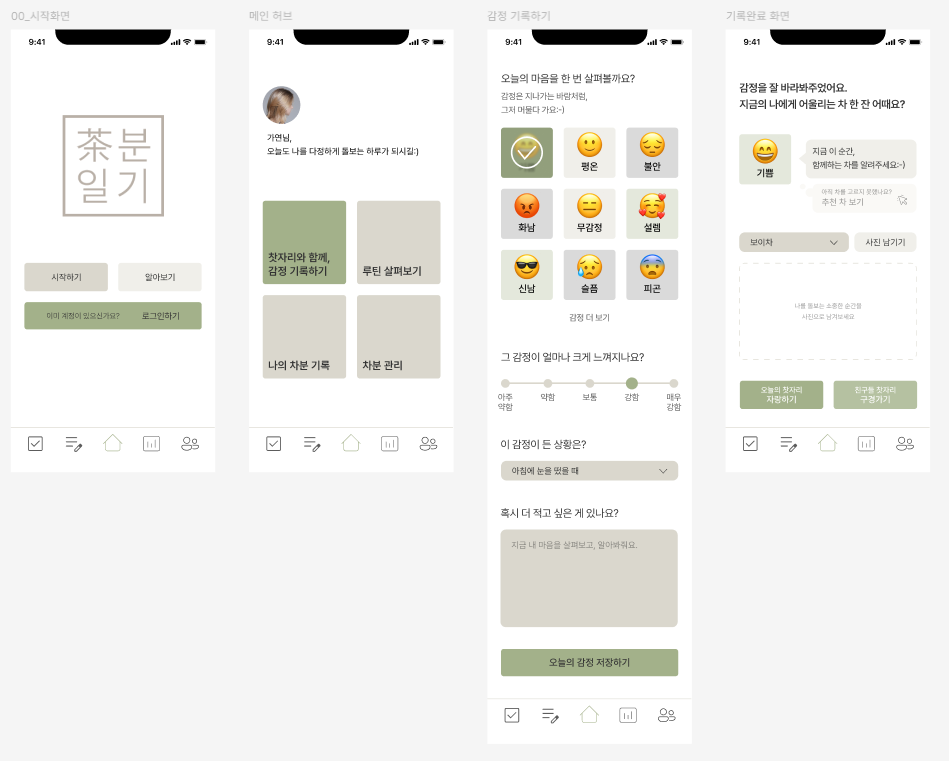 00_시작화면
9:41
茶분
일기
시작하기
알아보기
이미 계정이 있으신가요?
로그인하기
메인 허브
9:41
가연님,
오늘도 나를 다정하게 돌보는 하루가 되시길:)
찻자리와 함께,
감정 기록하기
루틴 살펴보기
나의 차분 기록
차분 관리
감정 기록하기
9:41
오늘의 마음을 한 번 살펴볼까요?
감정은 지나가는 바람처럼,
그저 머물다 가요:-)
평온
불안
화남
무감정
설렘
신남
슬픔
피곤
감정 더 보기
그 감정이 얼마나 크게 느껴지나요?
아주
약함
약함
보통
강함
매우
강함
이 감정이 든 상황은?
아침에 눈을 떴을 때
혹시 더 적고 싶은 게 있나요?
지금 내 마음을 살펴보고, 알아봐줘요.
오늘의 감정 저장하기
기록완료 화면
9:41
감정을 잘 바라봐주었어요.
지금의 나에게 어울리는 차 한 잔 어때요?
기쁨
지금 이 순간,
함께하는 차를 알려주세요:-)
아직 차를 고르지 못했나요?
추천 차 보기
보이차
사진 남기기
나를 돌보는 소중한 순간을
사진으로 남겨보세요
오늘의 찻자리
자랑하기
친구들 찻자리
구경가기